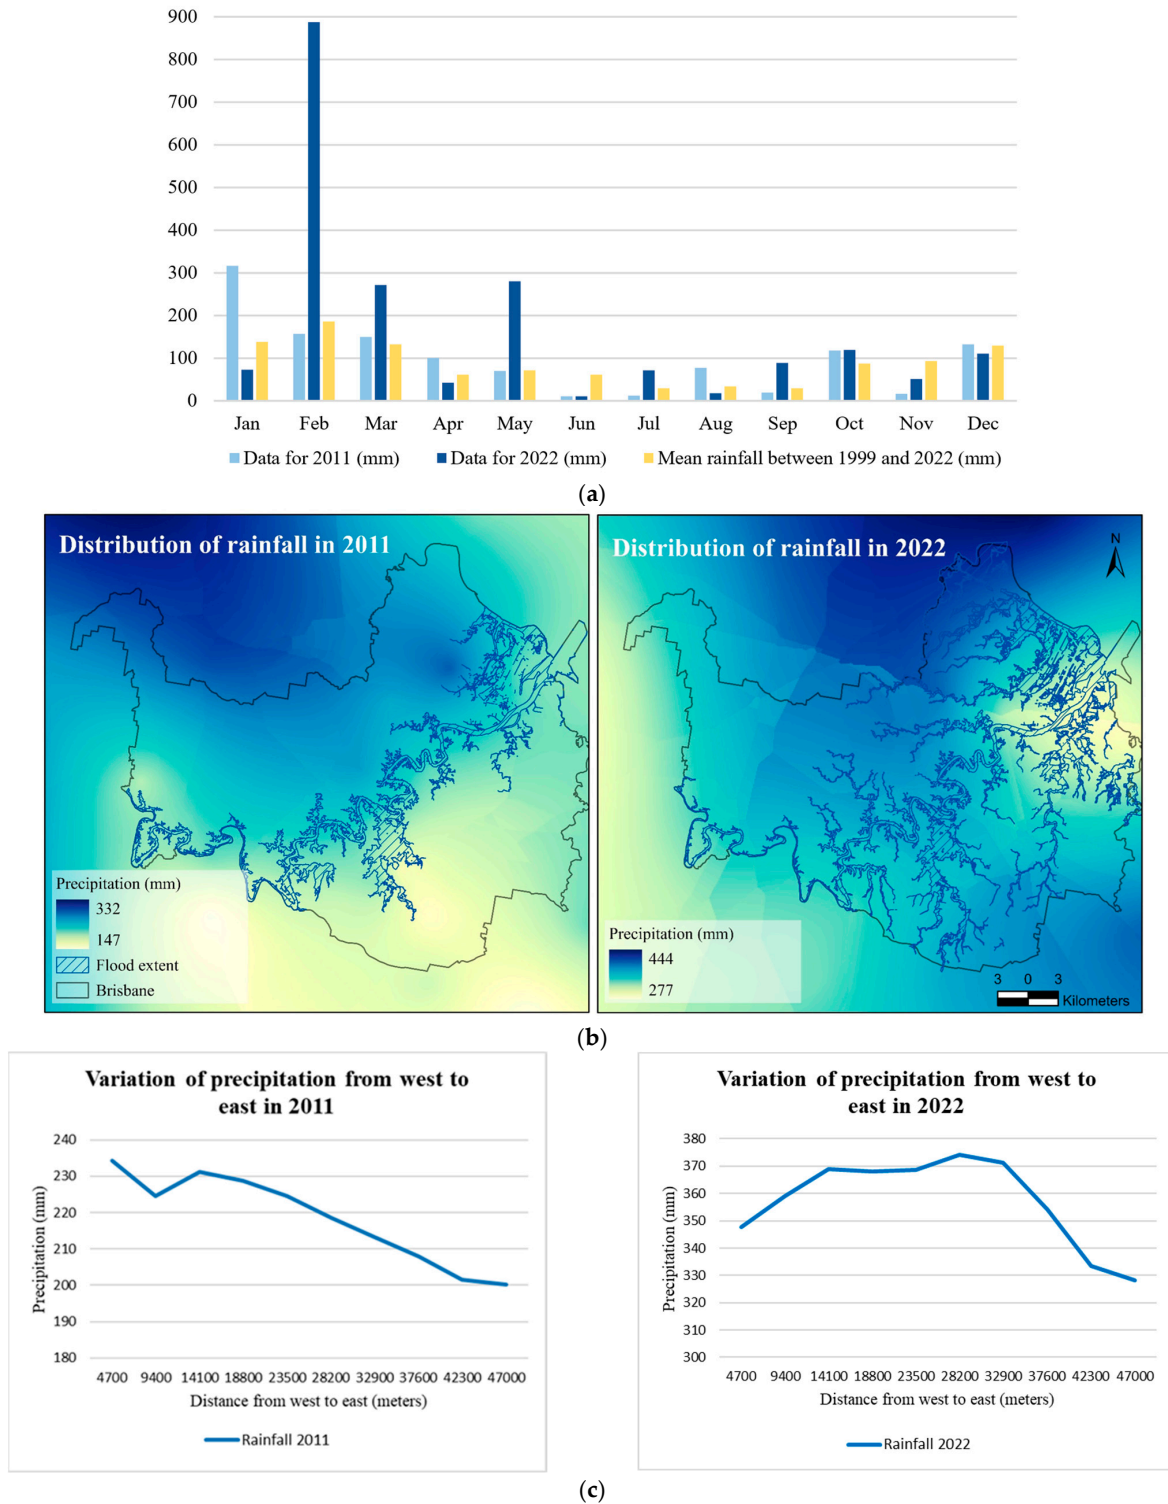 900
800
700
600
500
400
300
200
100
0
Jan Feb Mar Apr May Jun Jul Aug Sep Oct Nov Dec
Data for 2011 (mm) Data for 2022 (mm) Mean rainfall between 1999 and 2022 (mm)
(a)
Distribution of rainfall in 2011
Precipitation (mm)
332
147
Flood extent
Brisbane
Distribution of rainfall in 2022
N
Precipitation (mm)
444
277
3 0 3
Kilometers
(b)
Variation of precipitation from west to
east in 2011
Precipitation (mm)
240
230
220
210
200
190
180
4700 9400 14100 18800 23500 28200 32900 37600 42300 47000
Distance from west to east (meters)
Rainfall 2011
Variation of precipitation from west to
east in 2022
Precipitation (mm)
380
370
360
350
340
330
320
310
300
4700 9400 14100 18800 23500 28200 32900 37600 42300 47000
Distance from west to east (meters)
Rainfall 2022
(c)